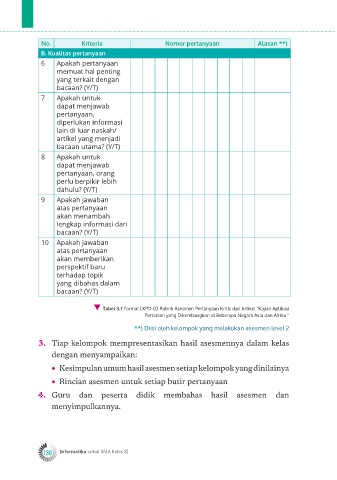 No. Kriteria Nomor pertanyaan Alasan **)
B. Kualitas pertanyaan
6 Apakah pertanyaan
memuat hal penting
yang terkait dengan
bacaan? (Y/T)
7 Apakah untuk
dapat menjawab
pertanyaan,
diperlukan informasi
lain di luar naskah/
artikel yang menjadi
bacaan utama? (Y/T)
8 Apakah untuk
dapat menjawab
pertanyaan, orang
perlu berpikir lebih
dahulu? (Y/T)
9 Apakah jawaban
atas pertanyaan
akan menambah
lengkap informasi dari
bacaan? (Y/T)
10 Apakah jawaban
atas pertanyaan
akan memberikan
perspektif baru
terhadap topik
yang dibahas dalam
bacaan? (Y/T)
Tabel 3.1 Format LKPD-03 Rubrik Asesmen Pertanyaan Kritis dari Artikel "Kajian Aplikasi
Pertanian yang Dikembangkan di Beberapa Negara Asia dan Afrika"
**) Diisi oleh kelompok yang melakukan asesmen level 2
3. Tiap kelompok mempresentasikan hasil asesmennya dalam kelas
dengan menyampaikan:
• Kesimpulan umum hasil asesmen setiap kelompok yang dinilainya
• Rincian asesmen untuk setiap butir pertanyaan
4. Guru dan peserta didik membahas hasil asesmen dan
menyimpulkannya.
130 Informatika untuk SMA Kelas XI